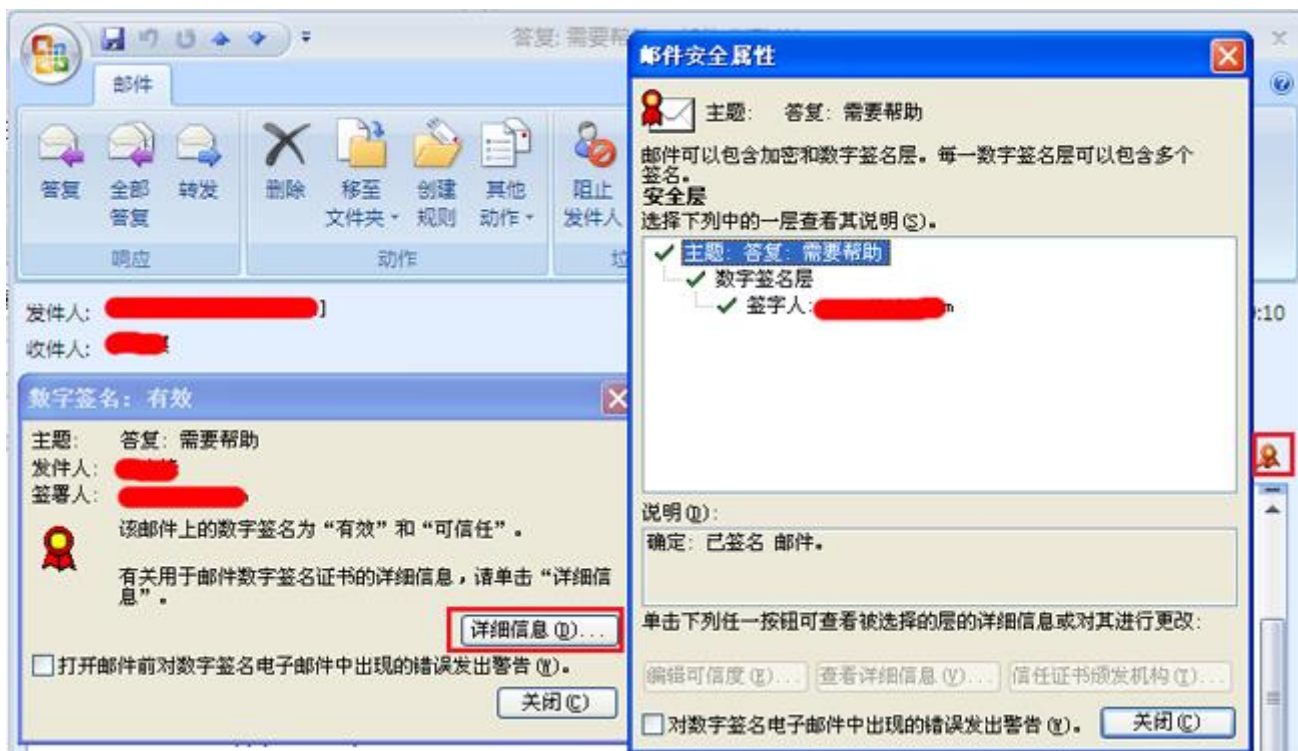 答复: 需要帮
邮件
答复
全部
答复
转发
删除
移至
文件夹
创建
规则
其他
动作
阻止
发件人
响应
动作
发件人:
收件人:
:10
数字签名: 有效
主题: 答复: 需要帮助
发件人:
签署人:
该邮件上的数字签名为“有效”和“可信任”。
有关用于邮件数字签名证书的详细信息，请单击“详细信
息”。
详细信息(D)...
打开邮件前对数字签名电子邮件中出现的错误发出警告(W)。
关闭(C)
邮件安全属性
主题: 答复: 需要帮助
邮件可以包含加密和数字签名层。每一数字签名层可以包含多个
签名。
安全层
选择下列中的一层查看其说明(S)。
主题: 答复: 需要帮助
数字签名层
签字人:
说明(D):
确定: 已签名 邮件。
单击下列任一按钮可查看被选择的层的详细信息或对其进行更改:
编辑可信度(E)... 查看详细信息(V)... 信任证书颁发机构(T)...
对数字签名电子邮件中出现的错误发出警告(W)。 关闭(C)